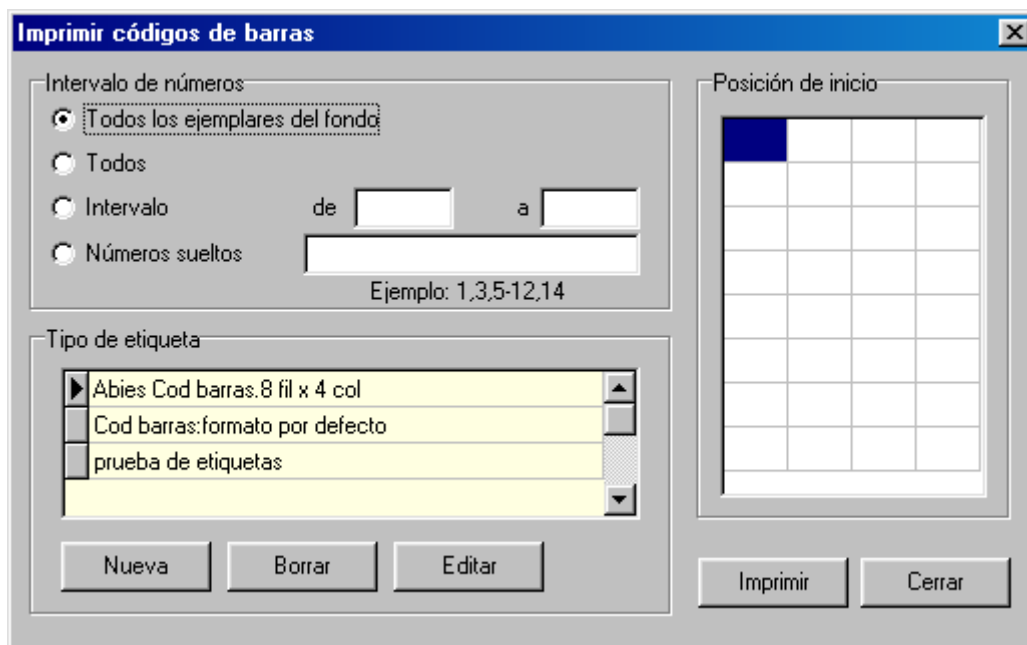 Imprimir códigos de barras
Intervalo de números
Todos los ejemplares del fondo
Todos
Intervalo de a
Números sueltos
Ejemplo: 1,3,5-12,14
Tipo de etiqueta
Abies Cod barras.8 fil x 4 col
Cod barras:formato por defecto
prueba de etiquetas
Nueva Borrar Editar
Posición de inicio
Imprimir Cerrar